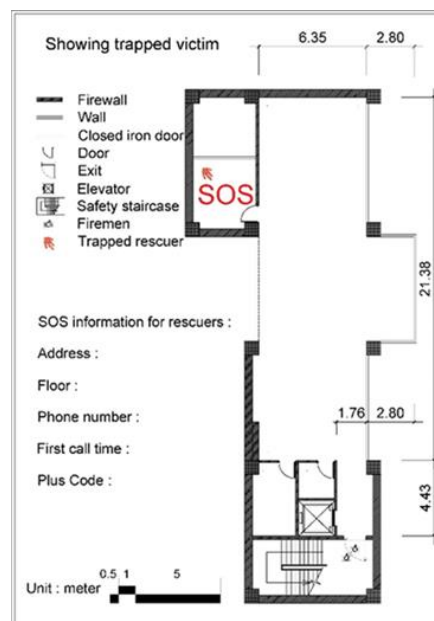 Showing trapped victim
6.35
2.80
Firewall
Wall
Closed iron door
Door
Exit
Elevator
Safety staircase
Firemen
Trapped rescuer
SOS
21.38
SOS information for rescuers :
Address :
Floor :
Phone number :
1.76
2.80
First call time :
Plus Code :
4.43
0.5 1 5
Unit : meter